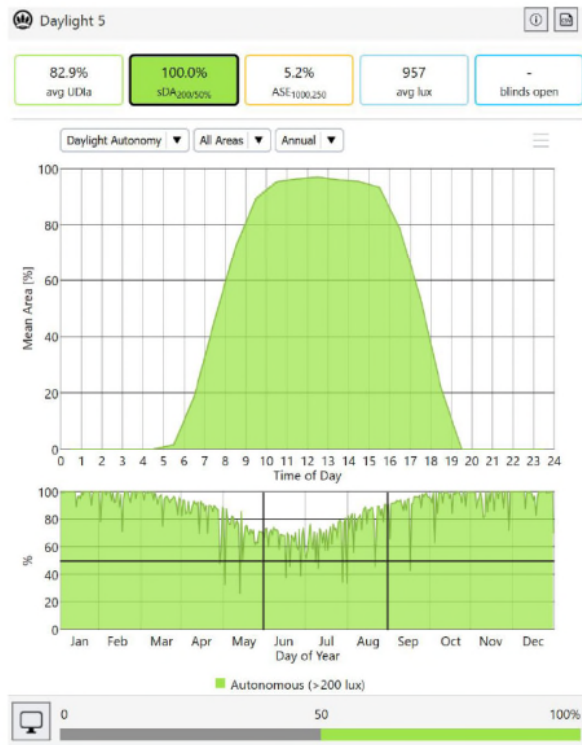 Daylight 5
82.9% 100.0% 5.2% 957 -
avg UDIa sDA200/50% ASE1000,250 avg lux blinds open
Daylight Autonomy ▼ All Areas ▼ Annual ▼
Mean Area [%]
100
80
60
40
20
0
0 1 2 3 4 5 6 7 8 9 10 11 12 13 14 15 16 17 18 19 20 21 22 23 24
Time of Day
%
100
80
60
40
20
0
Jan Feb Mar Apr May Jun Jul Aug Sep Oct Nov Dec
Day of Year
Autonomous (>200 lux)
0 50 100%